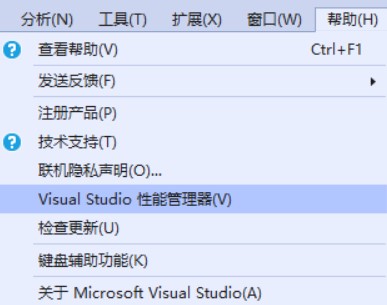 分析(N) 工具(T) 扩展(X) 窗口(W) 帮助(H)
查看帮助(V) Ctrl+F1
发送反馈(F)
注册产品(P)
技术支持(T)
联机隐私声明(O)...
Visual Studio 性能管理器(V)
检查更新(U)
键盘辅助功能(K)
关于 Microsoft Visual Studio(A)